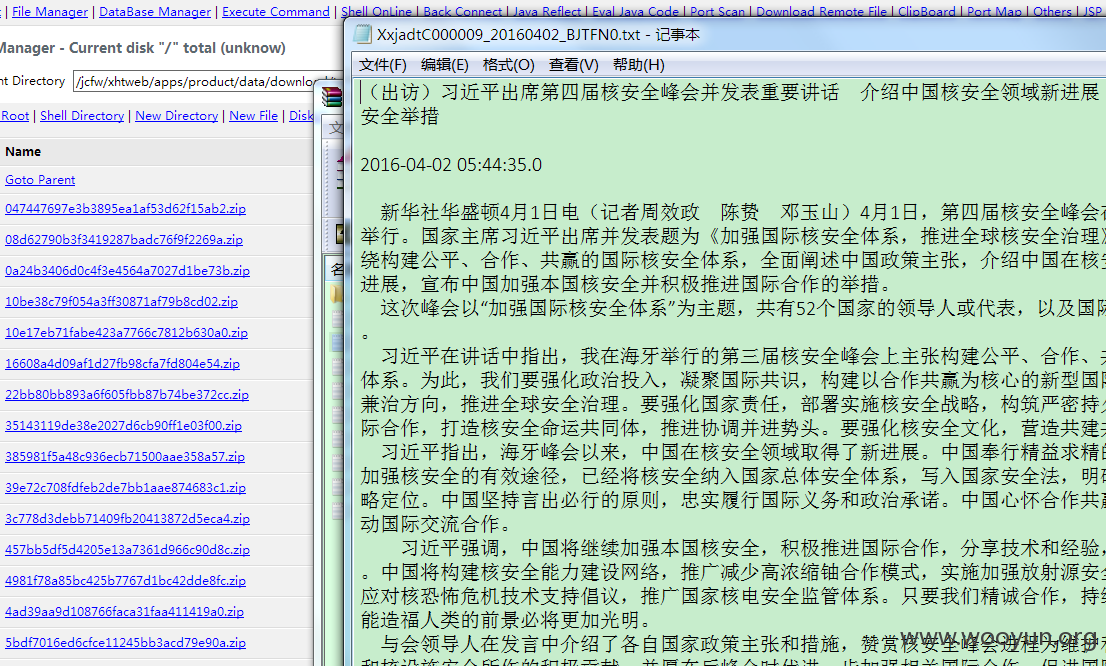 | File Manager | DataBase Manager | Execute Command | Shell OnLine | Back Connect | Java Reflect | Eval Java Code | Port Scan | Download Remote File | ClipBoard | Port Map | Others | JSP
Manager - Current disk "/" total (unknow)
nt Directory /jcfw/xhtweb/apps/product/data/downloa
Root | Shell Directory | New Directory | New File | Disk
Name
Goto Parent
047447697e3b3895ea1af53d62f15ab2.zip
08d62790b3f3419287badc76f9f2269a.zip
0a24b3406d0c4f3e4564a7027d1be73b.zip
10be38c79f054a3ff30871af79b8cd02.zip
10e17eb71fabe423a7766c7812b630a0.zip
16608a4d09af1d27fb98cfa7fd804e54.zip
22bb80bb893a6f605fbb87b74be372cc.zip
35143119de38e2027d6cb90ff1e03f00.zip
385981f5a48c936ecb71500aae358a57.zip
39e72c708fdfeb2de7bb1aae874683c1.zip
3c778d3debb71409fb20413872d5eca4.zip
457bb5df5d4205e13a7361d966c90d8c.zip
4981f78a85bc425b7767d1bc42dde8fc.zip
4ad39aa9d108766faca31faa411419a0.zip
5bdf7016ed6cfce11245bb3acd79e90a.zip
XxjadtC000009_20160402_BJTFN0.txt - 记事本
文件(F) 编辑(E) 格式(O) 查看(V) 帮助(H)
（出访）习近平出席第四届核安全峰会并发表重要讲话 介绍中国核安全领域新进展
安全举措
2016-04-02 05:44:35.0
新华社华盛顿4月1日电（记者周效政 陈贽 邓玉山）4月1日，第四届核安全峰会在
举行。国家主席习近平出席并发表题为《加强国际核安全体系，推进全球核安全治理》
绕构建公平、合作、共赢的国际核安全体系，全面阐述中国政策主张，介绍中国在核安
进展，宣布中国加强本国核安全并积极推进国际合作的举措。
这次峰会以“加强国际核安全体系”为主题，共有52个国家的领导人或代表，以及国际
。
习近平在讲话中指出，我在海牙举行的第三届核安全峰会上主张构建公平、合作、共
体系。为此，我们要强化政治投入，凝聚国际共识，构建以合作共赢为核心的新型国际
兼治方向，推进全球安全治理。要强化国家责任，部署实施核安全战略，构筑严密持久
际合作，打造核安全命运共同体，推进协调并进势头。要强化核安全文化，营造共建共
习近平指出，海牙峰会以来，中国在核安全领域取得了新进展。中国奉行精益求精的
加强核安全的有效途径，已经将核安全纳入国家总体安全体系，写入国家安全法，明确
略定位。中国坚持言出必行的原则，忠实履行国际义务和政治承诺。中国心怀合作共赢
动国际交流合作。
习近平强调，中国将继续加强本国核安全，积极推进国际合作，分享技术和经验，
。中国将构建核安全能力建设网络，推广减少高浓缩铀合作模式，实施加强放射源安全
应对核恐怖危机技术支持倡议，推广国家核电安全监管体系。只要我们精诚合作，持续
能造福人类的前景必将更加光明。
与会领导人在发言中介绍了各自国家政策主张和措施，赞赏核安全峰会进程为维护
www.wooyun.org